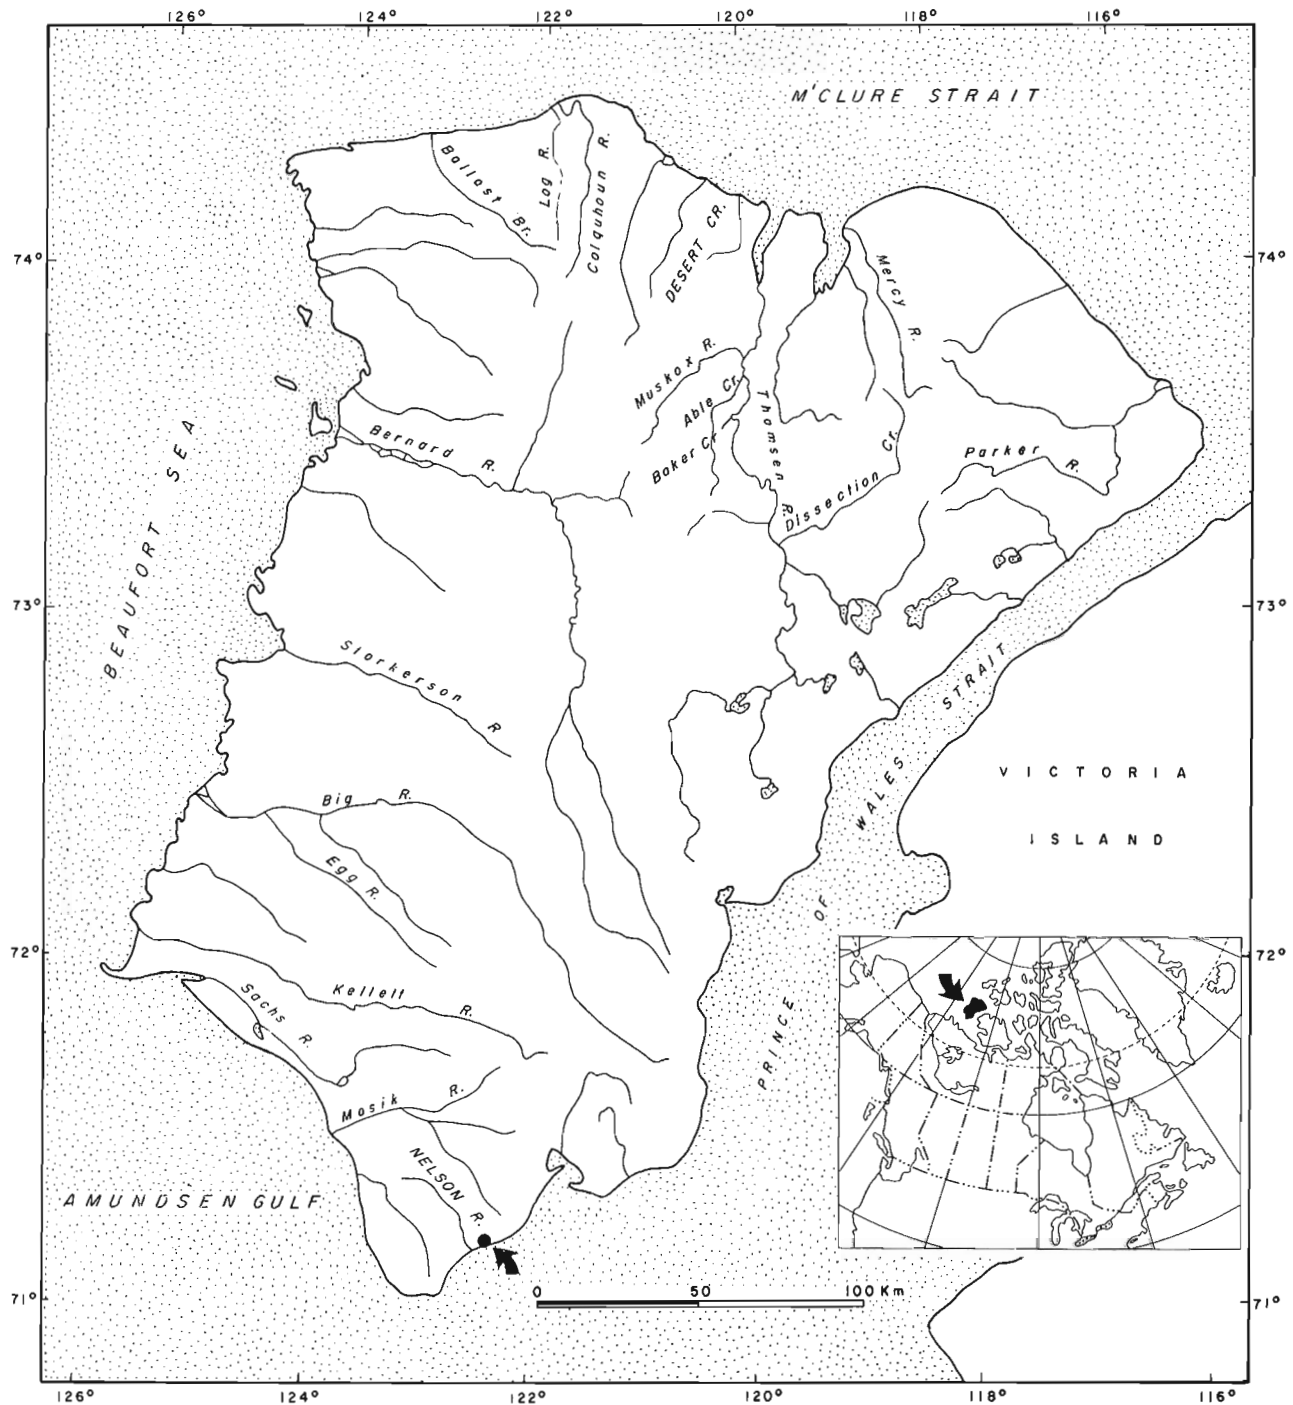 126° 124° 122° 120° 118° 116°
M'CLURE STRAIT
Ballast Br.
Log R.
Colquhoun R.
DESERT CR.
Mercy R.
74° 74°
Muskox R.
Able Cr.
Baker Cr
Thomsen R.
Dissection Cr.
Parker R.
Bernard R.
BEAUFORT SEA
73° 73°
Storkerson R
PRINCE OF WALES STRAIT
VICTORIA
ISLAND
Big R.
Egg R.
72° 72°
Kellett R.
Sachs R
Masik R.
NELSON R.
AMUNDSEN GULF
0 50 100 Km
71° 71°
126° 124° 122° 120° 118° 116°